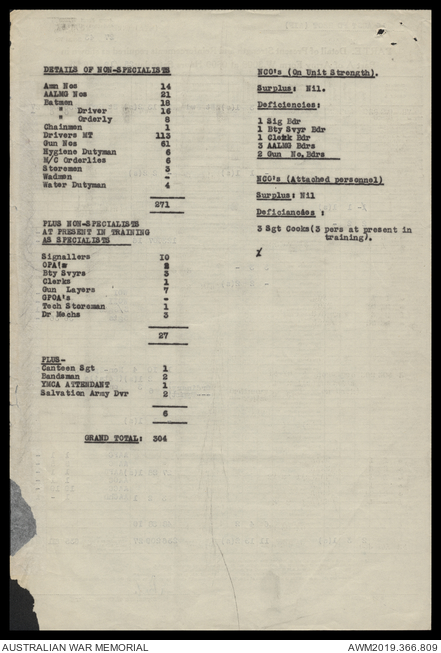 DETAILS OF NON-SPECIALISTS
Amn Nos 14
AALMG Nos 21
Batmen 18
" Driver 16
" Orderly 8
Chainmen 1
Drivers MT 113
Gun Nos 61
Hygiene Dutyman 6
M/C Orderlies 6
Storemen 3
Wadmen -
Water Dutyman 4
271
PLUS NON-SPECIALISTS
AT PRESENT IN TRAINING
AS SPECIALISTS
Signallers 10
OPA's 2
Bty Svyrs 3
Clerks 1
Gun Layers 7
GPOA's -
Tech Storeman 1
Dr Mechs 3
27
PLUS-
Canteen Sgt 1
Bandsman 2
YMCA ATTENDANT 1
Salvation Army Dvr 2
6
GRAND TOTAL: 304
NCO's (On Unit Strength).
Surplus: Nil.
Deficiencies:
1 Sig Bdr
1 Bty Svyr Bdr
1 Clerk Bdr
3 AALMG Bdrs
2 Gun No. Bdrs
NCO's (Attached personnel)
Surplus: Nil
Deficiencies :
3 Sgt Cooks(3 pers at present in
training).
AUSTRALIAN WAR MEMORIAL
AWM2019.366.809